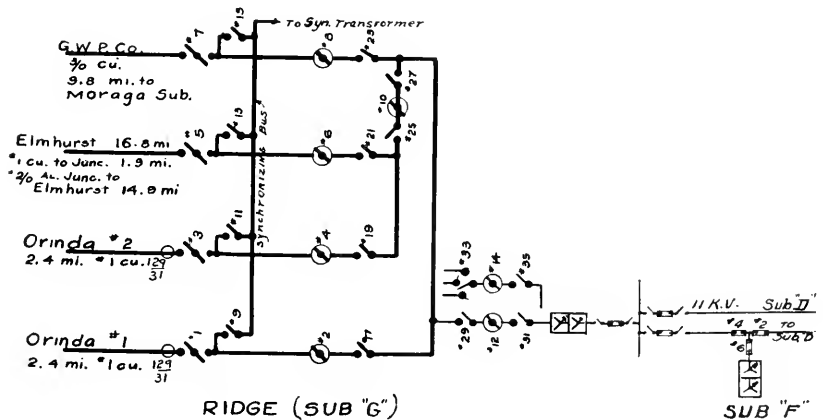 To Syn. Transformer
#15
G.W.P. Co.
#7
#8
#23
3/0 cu.
9.8 mi. to
Moraga Sub.
#27
#10
#25
Synchronizing Bus.
#13
Elmhurst 16.8 mi
#5
#6
#21
#1 cu. to Junc. 1.9 mi.
#2/0 AL. Junc. to
Elmhurst 14.9 mi
#11
Orinda #2
#3
#4
#19
2.4 mi. #1 cu. 129/31
#33
#14
#35
#9
11 K.V.
Sub "D"
#4
#2
TO
Sub."D"
#29
#12
#31
#6
Orinda #1
#1
#2
#17
2.4 mi. #1 cu. 129/31
RIDGE (SUB "G")
SUB "F"